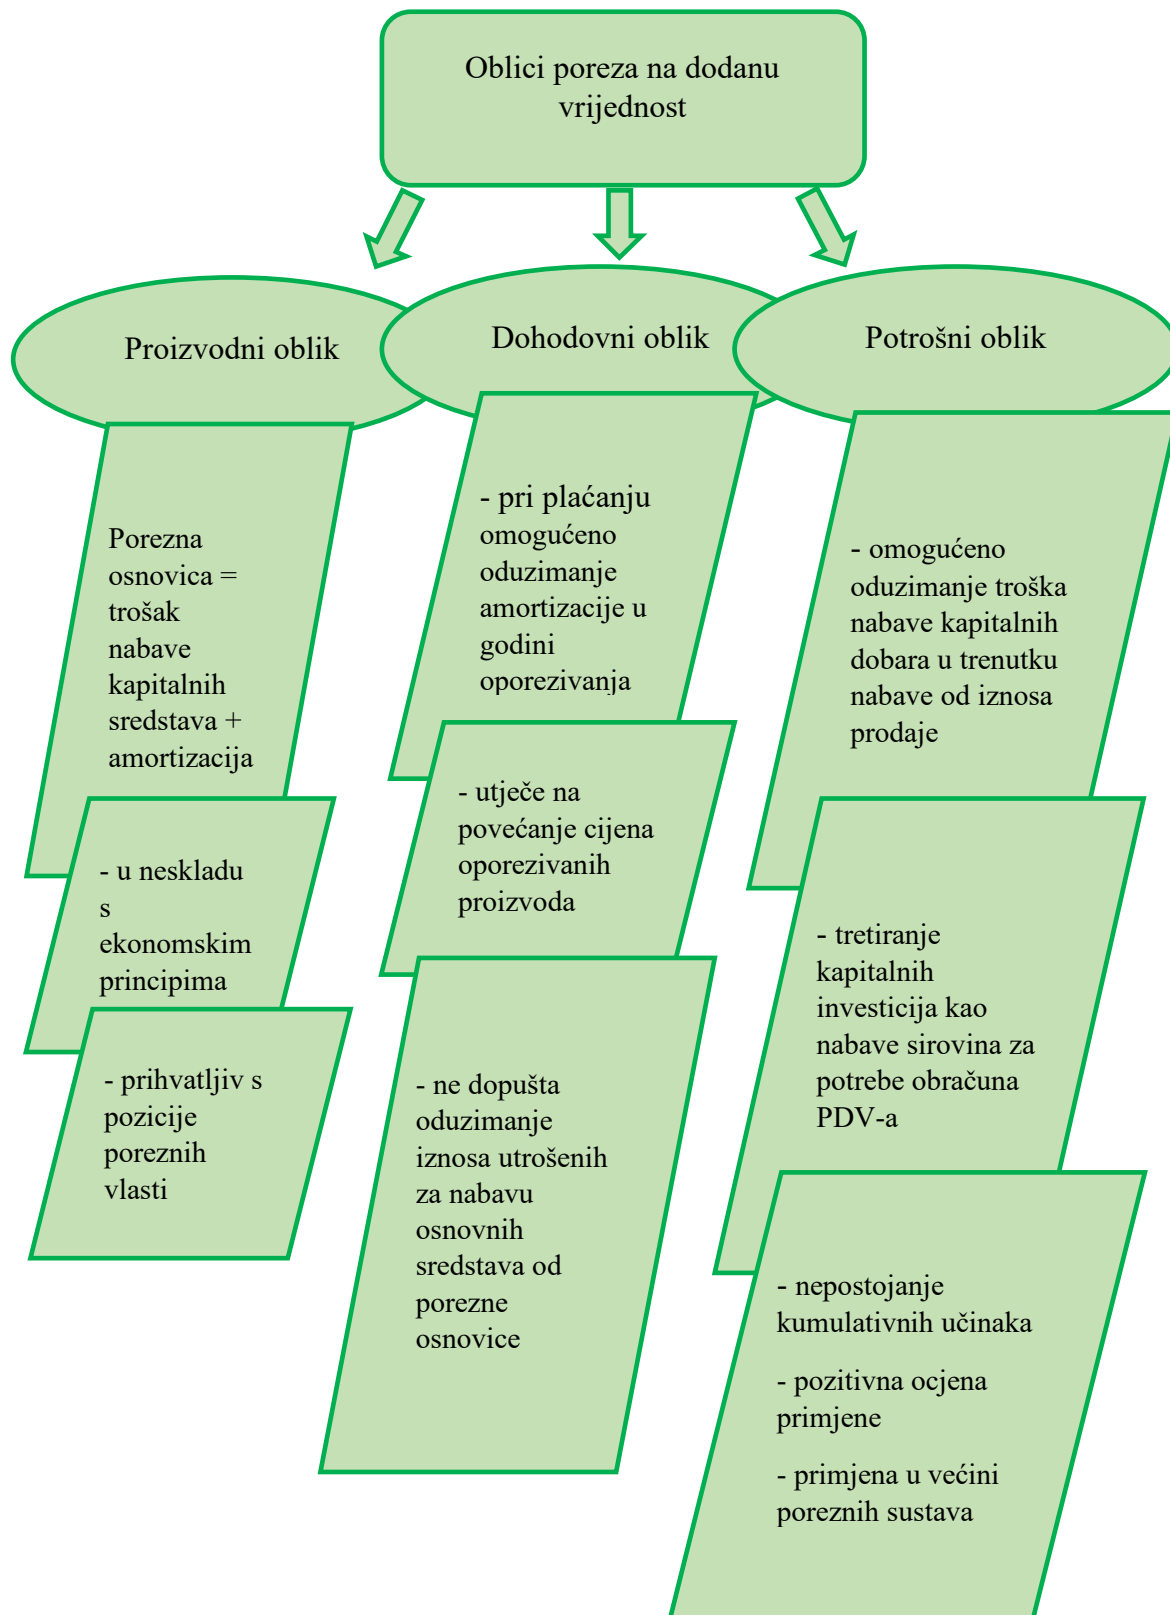 Oblici poreza na dodanu
vrijednost
Proizvodni oblik
Dohodovni oblik
Potrošni oblik
Porezna
osnovica =
trošak
nabave
kapitalnih
sredstava +
amortizacija
- u neskladu
s
ekonomskim
principima
- prihvatljiv s
pozicije
poreznih
vlasti
- pri plaćanju
omogućeno
oduzimanje
amortizacije u
godini
oporezivanja
- utječe na
povećanje cijena
oporezivanih
proizvoda
- ne dopušta
oduzimanje
iznosa utrošenih
za nabavu
osnovnih
sredstava od
porezne
osnovice
- omogućeno
oduzimanje troška
nabave kapitalnih
dobara u trenutku
nabave od iznosa
prodaje
- tretiranje
kapitalnih
investicija kao
nabave sirovina za
potrebe obračuna
PDV-a
- nepostojanje
kumulativnih učinaka
- pozitivna ocjena
primjene
- primjena u većini
poreznih sustava